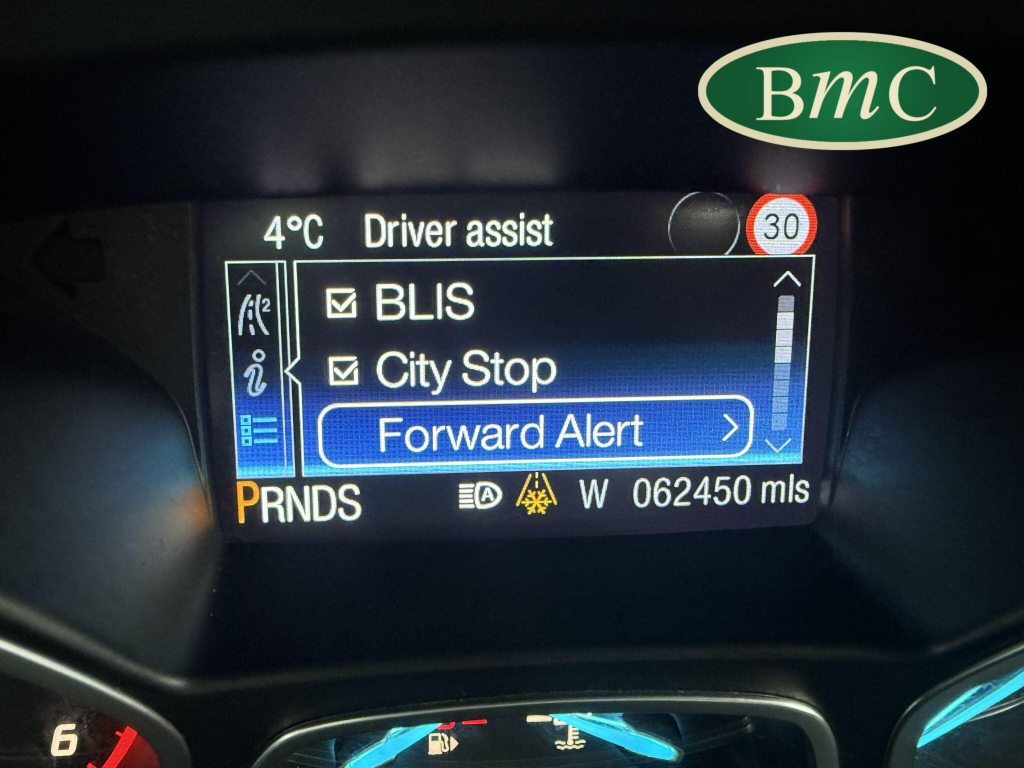 BmC
4°C Driver assist 30
BLIS
City Stop
Forward Alert
PRNDS A W 062450 mls
6